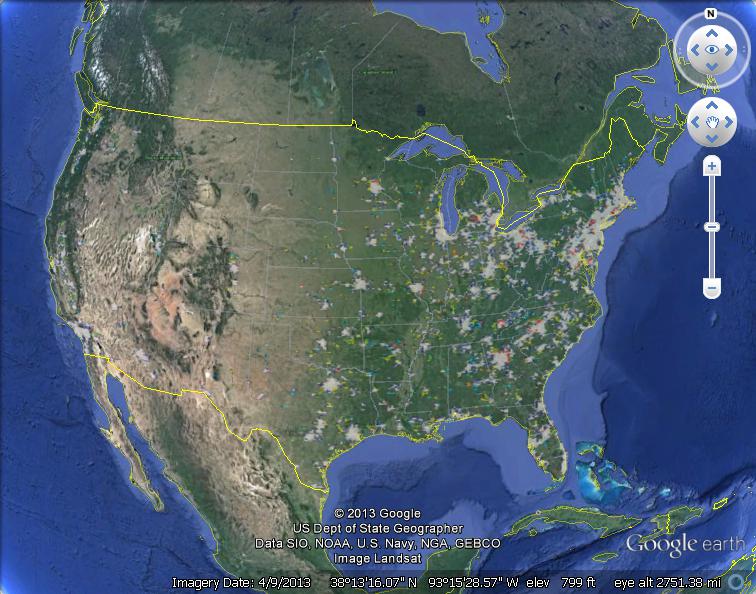 N
© 2013 Google
US Dept of State Geographer
Data SIO, NOAA, U.S. Navy, NGA, GEBCO
Image Landsat
Google earth
Imagery Date: 4/9/2013 38°13'16.07" N 93°15'28.57" W elev 799 ft eye alt 2751.38 mi